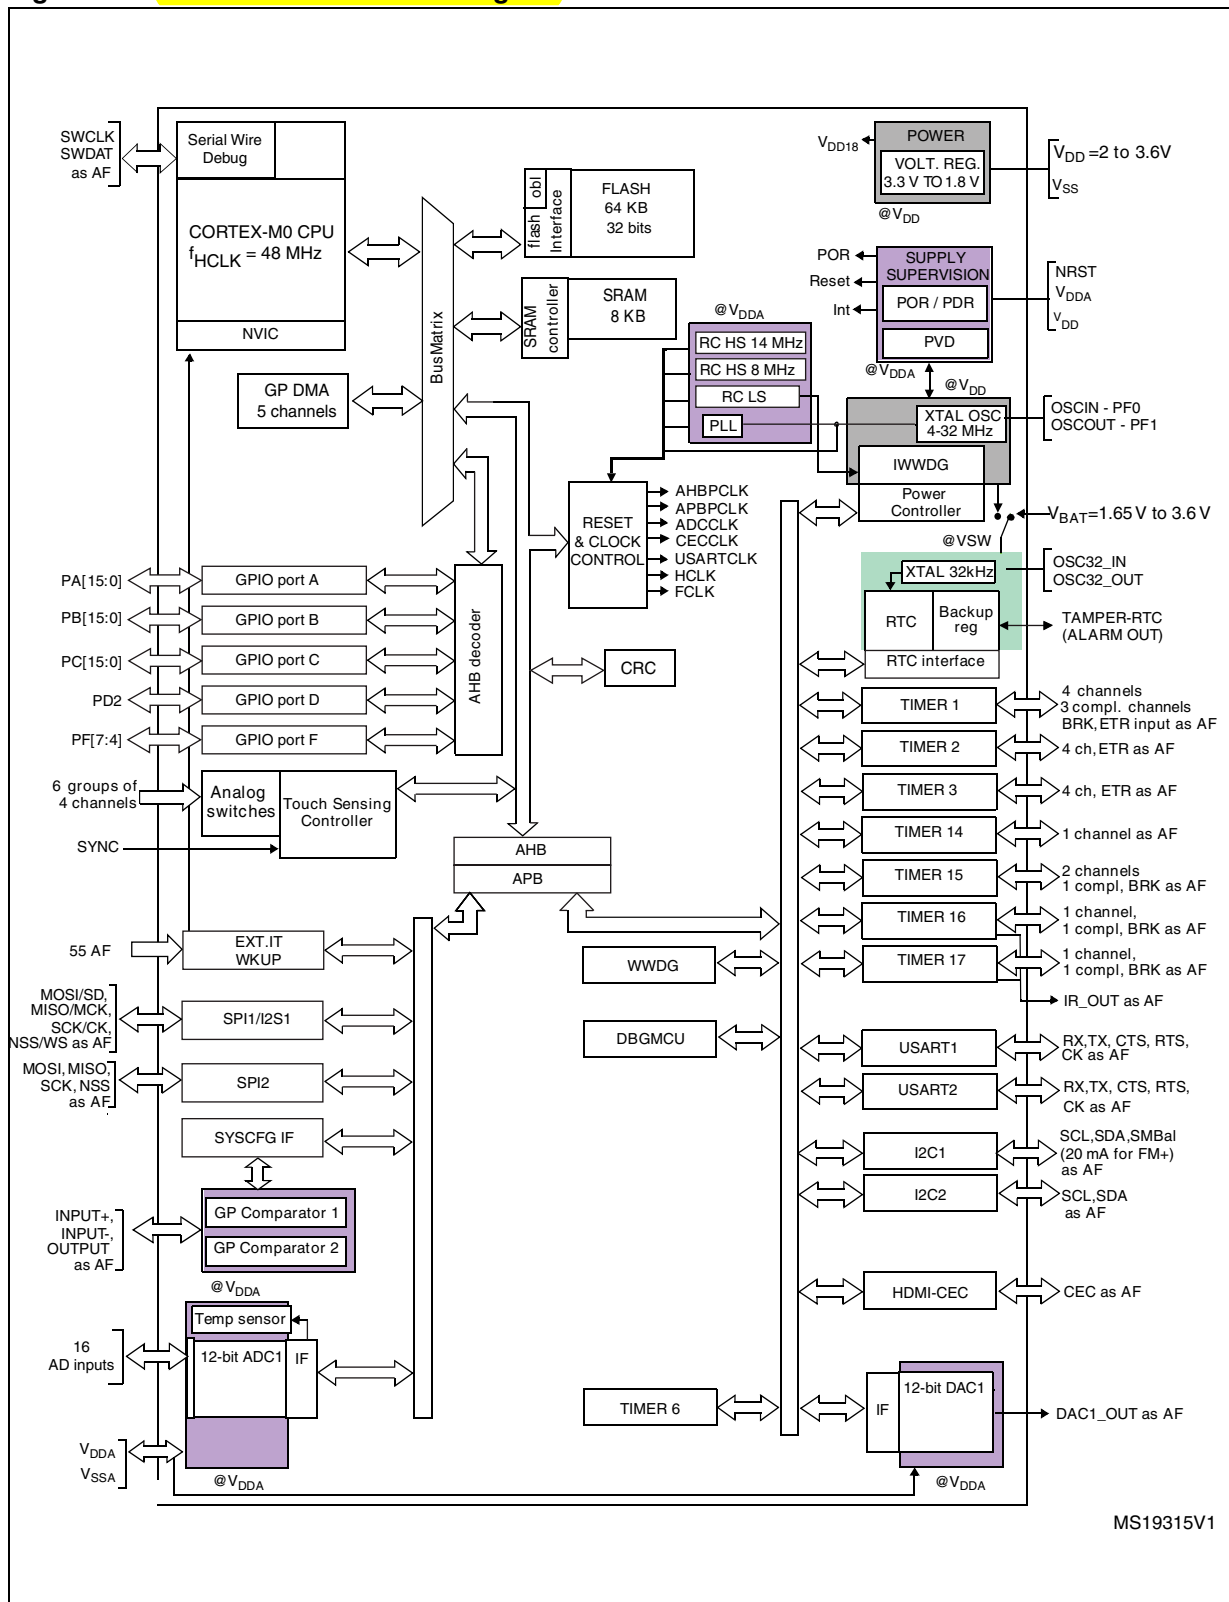 SWCLK
SWDAT
as AF
Serial Wire
Debug
CORTEX-M0 CPU
fHCLK = 48 MHz
NVIC
GP DMA
5 channels
BusMatrix
obl
flash
Interface
FLASH
64 KB
32 bits
SRAM
controller
SRAM
8 KB
VDD18
POWER
VOLT. REG.
3.3 V TO 1.8 V
@VDD
VDD =2 to 3.6V
VSS
POR
Reset
Int
SUPPLY
SUPERVISION
POR / PDR
PVD
@VDDA
@VDD
NRST
VDDA
VDD
@VDDA
RC HS 14 MHz
RC HS 8 MHz
RC LS
PLL
XTAL OSC
4-32 MHz
IWWDG
Power
Controller
OSCIN - PF0
OSCOUT - PF1
VBAT=1.65 V to 3.6 V
@VSW
RESET
& CLOCK
CONTROL
AHBPCLK
APBPCLK
ADCCLK
CECCLK
USARTCLK
HCLK
FCLK
XTAL 32kHz
RTC
Backup
reg
RTC interface
OSC32_IN
OSC32_OUT
TAMPER-RTC
(ALARM OUT)
PA[15:0]
GPIO port A
PB[15:0]
GPIO port B
PC[15:0]
GPIO port C
PD2
GPIO port D
PF[7:4]
GPIO port F
AHB decoder
CRC
6 groups of
4 channels
Analog
switches
Touch Sensing
Controller
SYNC
AHB
APB
TIMER 1
4 channels
3 compl. channels
BRK,ETR input as AF
TIMER 2
4 ch,ETR as AF
TIMER 3
4 ch, ETR as AF
TIMER 14
1 channel as AF
TIMER 15
2 channels
1 compl, BRK as AF
TIMER 16
1 channel,
1 compl, BRK as AF
TIMER 17
1 channel,
1 compl, BRK as AF
IR_OUT as AF
55 AF
EXT.IT
WKUP
WWDG
MOSI/SD,
MISO/MCK,
SCK/CK,
NSS/WS as AF
SPI1/I2S1
DBGMCU
MOSI,MISO,
SCK,NSS
as AF
SPI2
SYSCFG IF
USART1
RX,TX, CTS, RTS,
CK as AF
USART2
RX,TX, CTS, RTS,
CK as AF
I2C1
SCL,SDA,SMBal
(20 mA for FM+)
as AF
I2C2
SCL,SDA
as AF
INPUT+,
INPUT-,
OUTPUT
as AF
GP Comparator 1
GP Comparator 2
@VDDA
HDMI-CEC
CEC as AF
Temp sensor
16
AD inputs
12-bit ADC1
IF
VDDA
VSSA
@VDDA
TIMER 6
IF
12-bit DAC1
DAC1_OUT as AF
@VDDA
MS19315V1